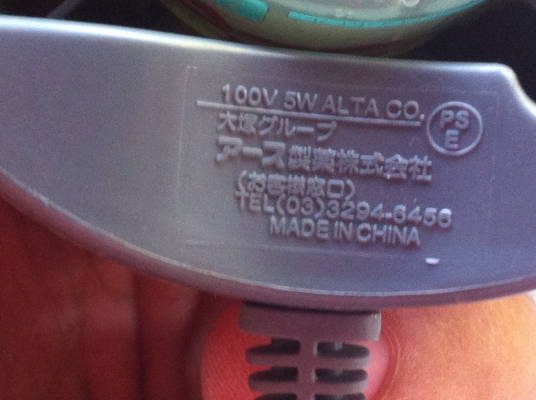 100V 5W ALTA CO.
PS
E
大塚グループ
アース製薬株式会社
(お客様窓口)
TEL(03)3294-6456
MADE IN CHINA